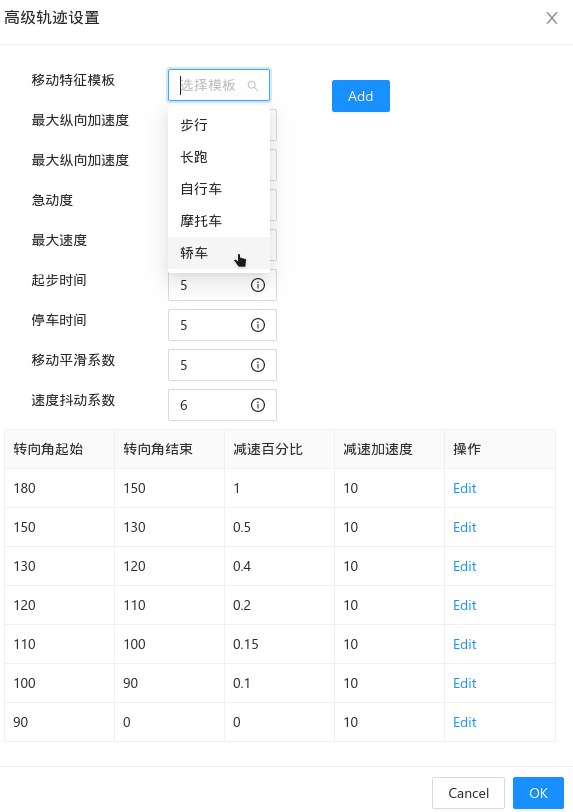 高级轨迹设置
移动特征模板 选择模板 Add
最大纵向加速度 步行
最大纵向加速度 长跑
急动度 自行车
最大速度 摩托车
轿车
起步时间 5
停车时间 5
移动平滑系数 5
速度抖动系数 6
转向角起始 转向角结束 减速百分比 减速加速度 操作
180 150 1 10 Edit
150 130 0.5 10 Edit
130 120 0.4 10 Edit
120 110 0.2 10 Edit
110 100 0.15 10 Edit
100 90 0.1 10 Edit
90 0 0 10 Edit
Cancel OK